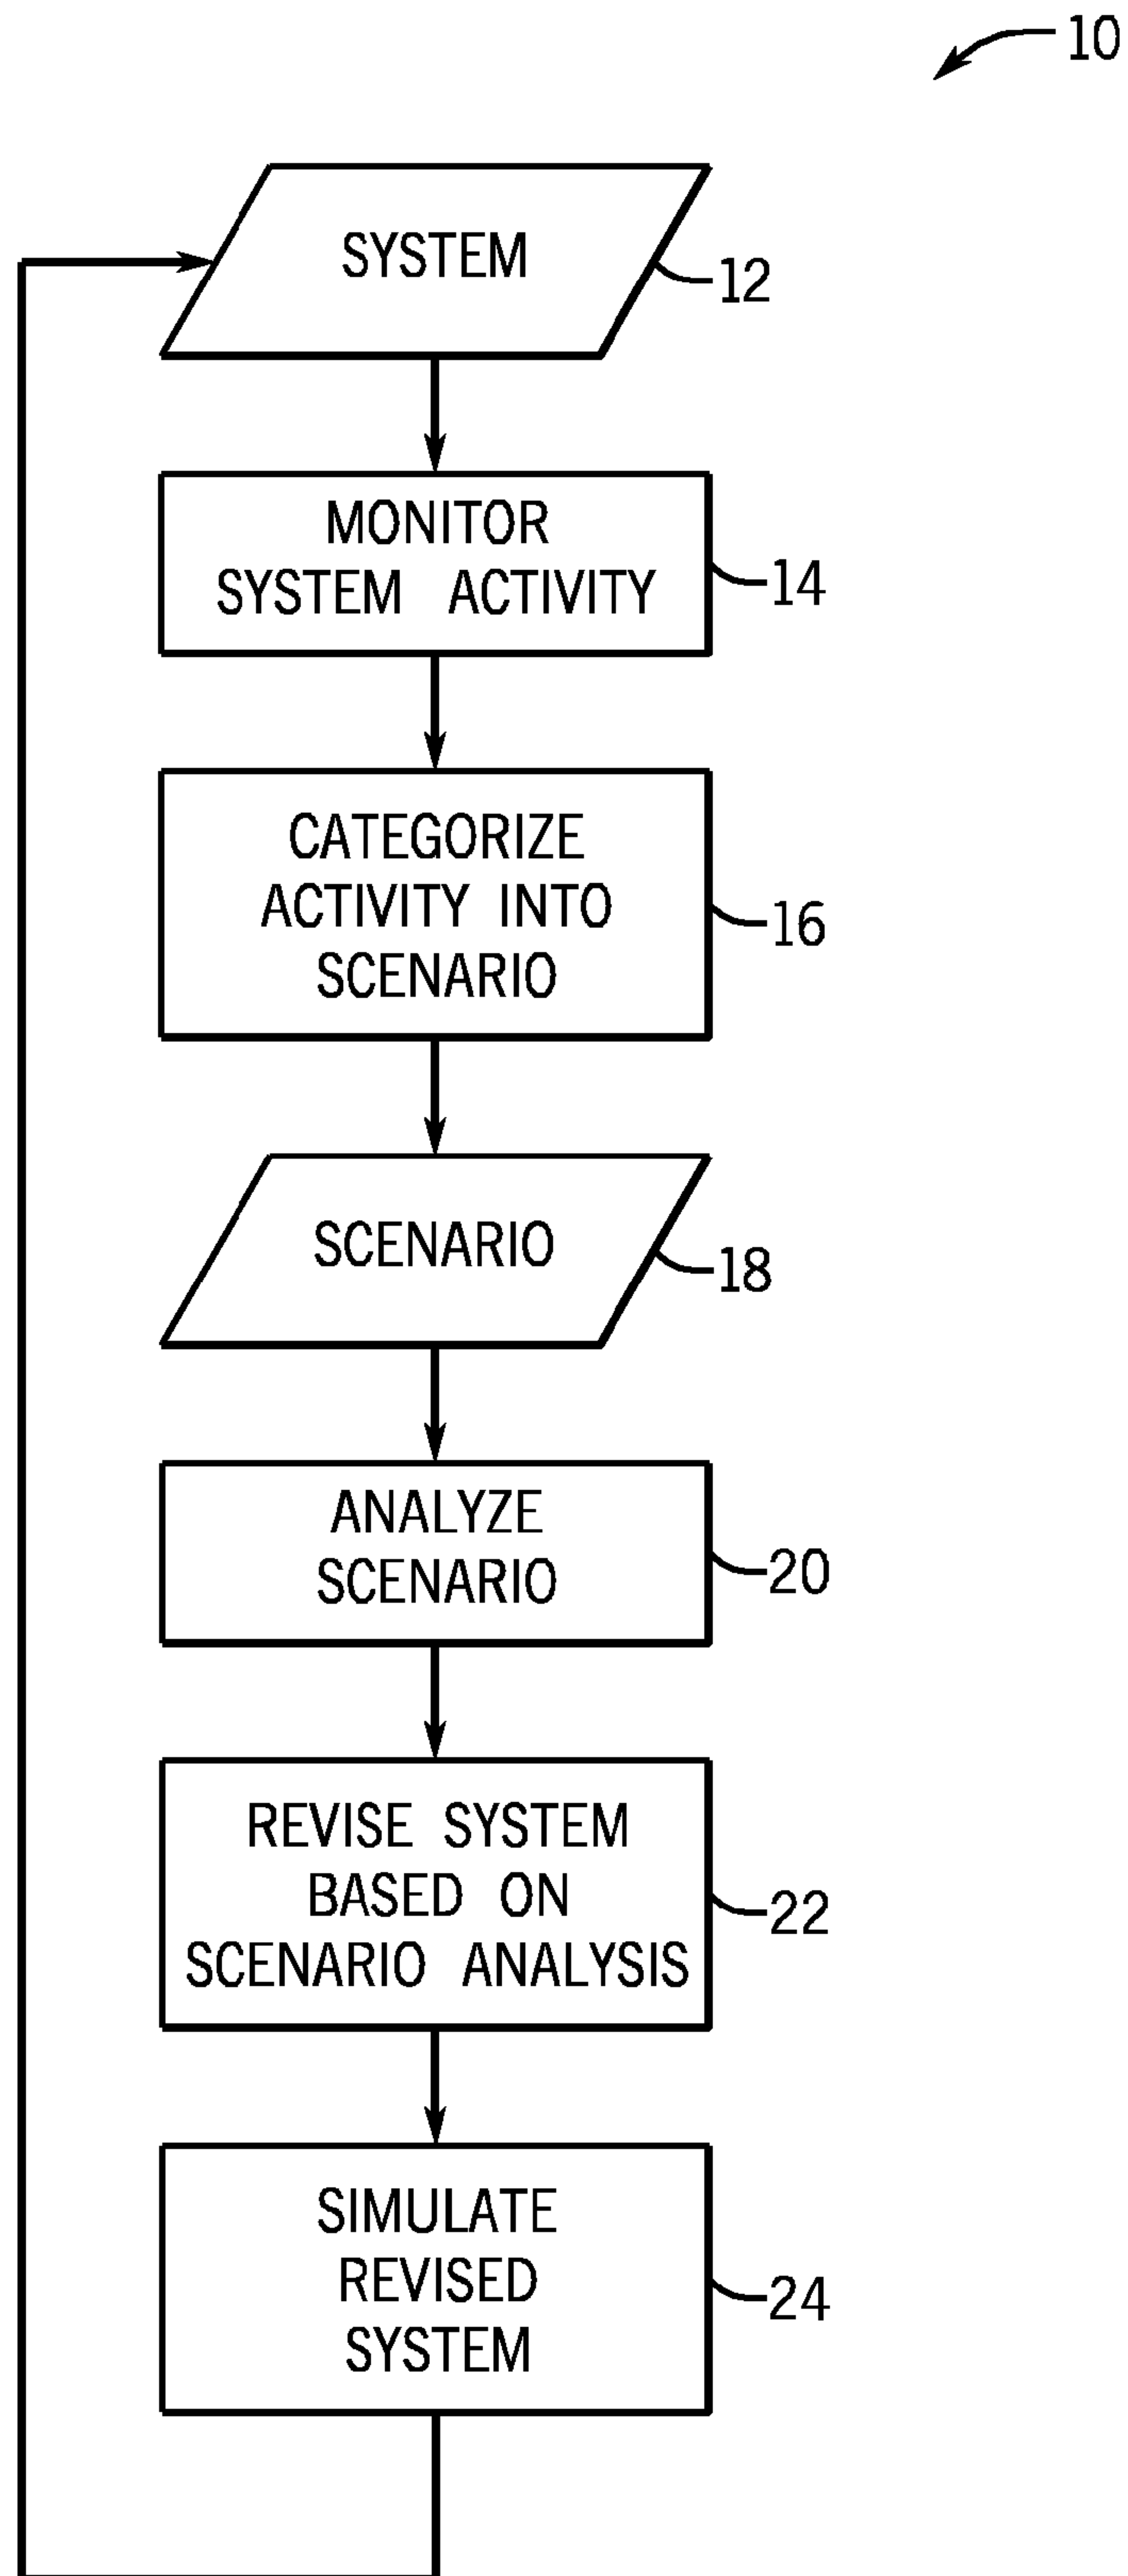 10
SYSTEM
12
MONITOR
SYSTEM ACTIVITY
14
CATEGORIZE
ACTIVITY INTO
SCENARIO
16
SCENARIO
18
ANALYZE
SCENARIO
20
REVISE SYSTEM
BASED ON
SCENARIO ANALYSIS
22
SIMULATE
REVISED
SYSTEM
24